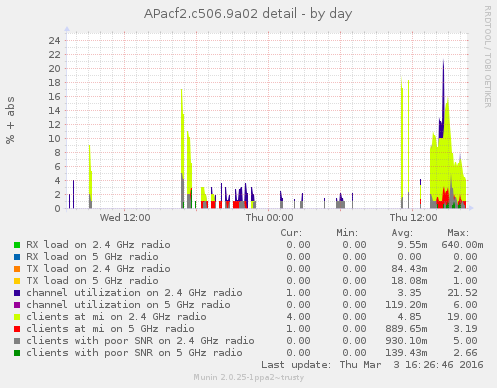 APacf2.c506.9a02 detail - by day
RRDTOOL / TOBI OETIKER
% + abs
24
22
20
18
16
14
12
10
8
6
4
2
0
Wed 12:00 Thu 00:00 Thu 12:00
Cur: Min: Avg: Max:
RX load on 2.4 GHz radio 0.00 0.00 9.55m 640.00m
RX load on 5 GHz radio 0.00 0.00 0.00 0.00
TX load on 2.4 GHz radio 0.00 0.00 84.43m 2.00
TX load on 5 GHz radio 0.00 0.00 18.08m 1.00
channel utilization on 2.4 GHz radio 1.00 0.00 3.35 21.52
channel utilization on 5 GHz radio 0.00 0.00 119.20m 6.00
clients at mi on 2.4 GHz radio 4.00 0.00 4.85 19.00
clients at mi on 5 GHz radio 1.00 0.00 889.65m 3.19
clients with poor SNR on 2.4 GHz radio 0.00 0.00 930.10m 5.00
clients with poor SNR on 5 GHz radio 0.00 0.00 139.43m 2.66
Last update: Thu Mar 3 16:26:46 2016
Munin 2.0.25-1ppa2~trusty